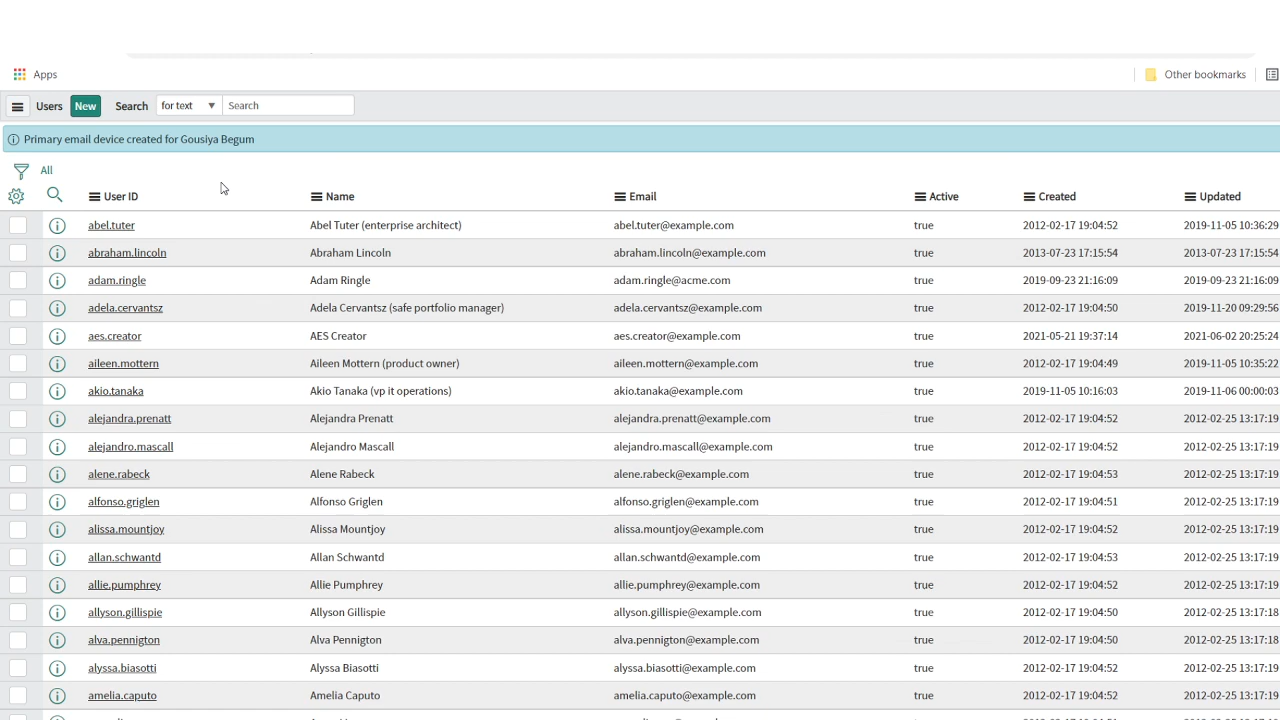 Apps Other bookmarks
Users New Search for text Search
Primary email device created for Gousiya Begum
All
User ID Name Email Active Created Updated
abel.tuter Abel Tuter (enterprise architect) abel.tuter@example.com true 2012-02-17 19:04:52 2019-11-05 10:36:29
abraham.lincoln Abraham Lincoln abraham.lincoln@example.com true 2013-07-23 17:15:54 2013-07-23 17:15:54
adam.ringle Adam Ringle adam.ringle@acme.com true 2019-09-23 21:16:09 2019-09-23 21:16:09
adela.cervantsz Adela Cervantsz (safe portfolio manager) adela.cervantsz@example.com true 2012-02-17 19:04:50 2019-11-20 09:29:56
aes.creator AES Creator aes.creator@example.com true 2021-05-21 19:37:14 2021-06-02 20:25:24
aileen.mottern Aileen Mottern (product owner) aileen.mottern@example.com true 2012-02-17 19:04:49 2019-11-05 10:35:22
akio.tanaka Akio Tanaka (vp it operations) akio.tanaka@example.com true 2019-11-05 10:16:03 2019-11-06 00:00:03
alejandra.prenatt Alejandra Prenatt alejandra.prenatt@example.com true 2012-02-17 19:04:52 2012-02-25 13:17:19
alejandro.mascall Alejandro Mascall alejandro.mascall@example.com true 2012-02-17 19:04:52 2012-02-25 13:17:19
alene.rabeck Alene Rabeck alene.rabeck@example.com true 2012-02-17 19:04:53 2012-02-25 13:17:19
alfonso.griglen Alfonso Griglen alfonso.griglen@example.com true 2012-02-17 19:04:51 2012-02-25 13:17:19
alissa.mountjoy Alissa Mountjoy alissa.mountjoy@example.com true 2012-02-17 19:04:52 2012-02-25 13:17:19
allan.schwantd Allan Schwantd allan.schwantd@example.com true 2012-02-17 19:04:53 2012-02-25 13:17:19
allie.pumphrey Allie Pumphrey allie.pumphrey@example.com true 2012-02-17 19:04:52 2012-02-25 13:17:19
allyson.gillispie Allyson Gillispie allyson.gillispie@example.com true 2012-02-17 19:04:50 2012-02-25 13:17:18
alva.pennigton Alva Pennington alva.pennigton@example.com true 2012-02-17 19:04:50 2012-02-25 13:17:18
alyssa.biasotti Alyssa Biasotti alyssa.biasotti@example.com true 2012-02-17 19:04:52 2012-02-25 13:17:19
amelia.caputo Amelia Caputo amelia.caputo@example.com true 2012-02-17 19:04:52 2012-02-25 13:17:19